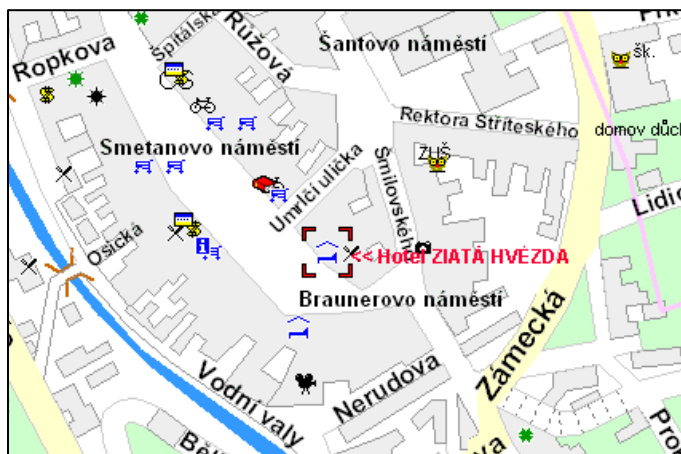 Ropkova
Špitálská
Růžová
Šantovo náměstí
šk.
Rektora Stříteského
domov důch
ZUŠ
Smetanovo náměstí
Umrlčí ulička
Šmilovského
Lidic
Osická
<< Hotel ZlATÁ HVĚZDA
Braunerovo náměstí
Zámecká
Vodní valy
Nerudova